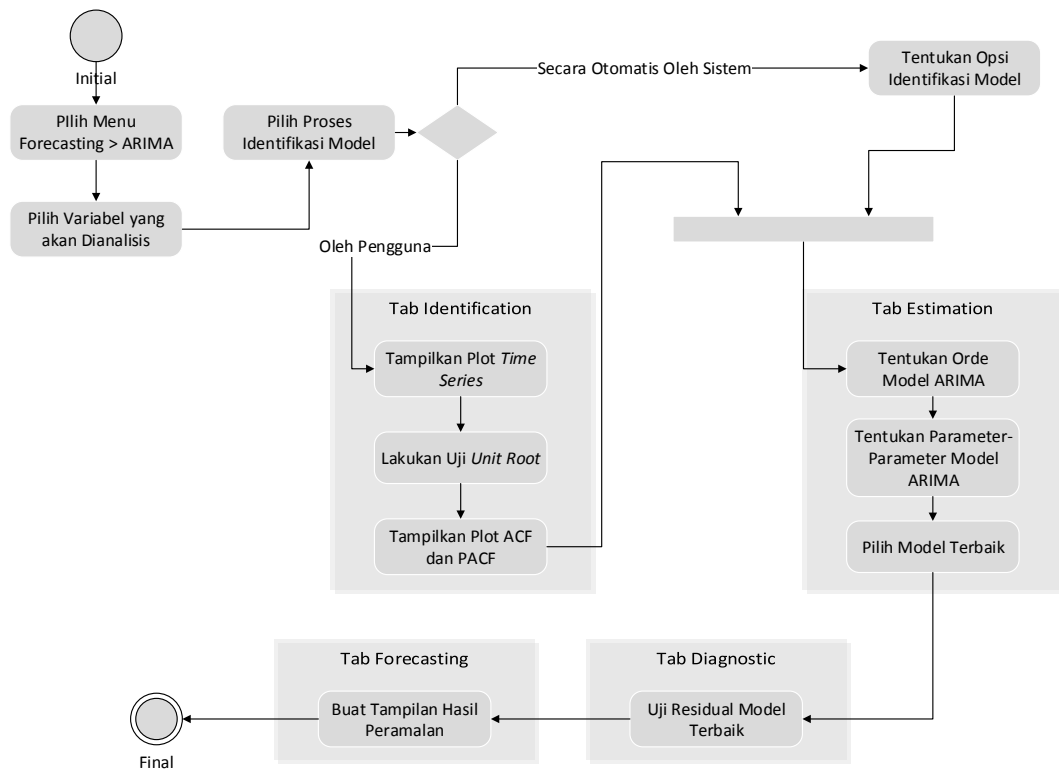 Initial
PIlih Menu
Forecasting > ARIMA
Pilih Variabel yang
akan Dianalisis
Pilih Proses
Identifikasi Model
Secara Otomatis Oleh Sistem
Tentukan Opsi
Identifikasi Model
Oleh Pengguna
Tab Identification
Tampilkan Plot Time
Series
Lakukan Uji Unit Root
Tampilkan Plot ACF
dan PACF
Tab Estimation
Tentukan Orde
Model ARIMA
Tentukan Parameter-
Parameter Model
ARIMA
Pilih Model Terbaik
Tab Diagnostic
Uji Residual Model
Terbaik
Tab Forecasting
Buat Tampilan Hasil
Peramalan
Final